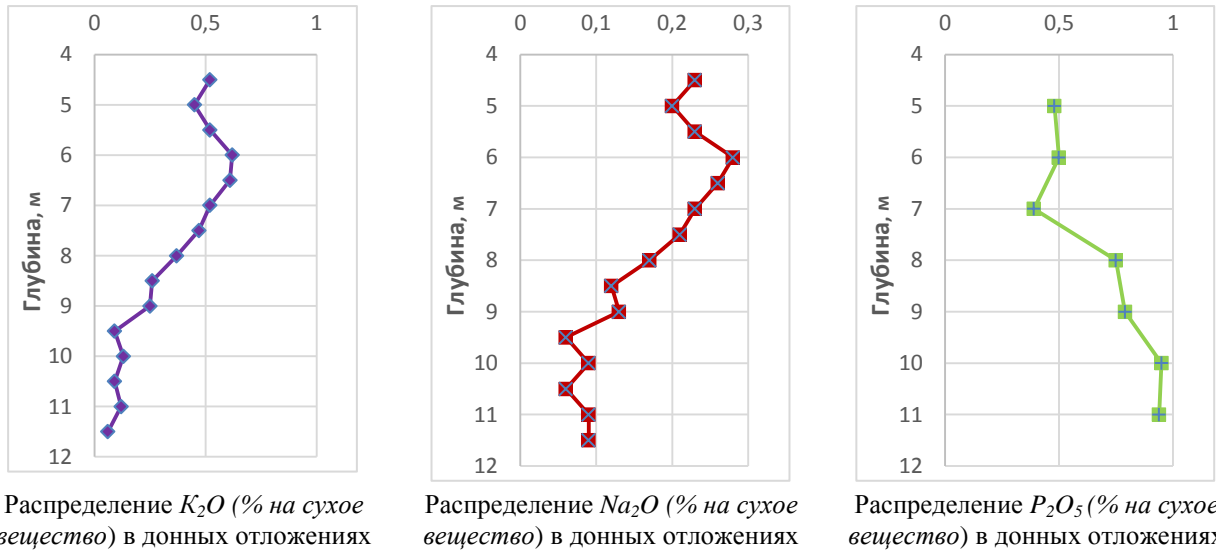 0 0,5 1
4
5
6
7
8
9
10
11
12
Глубина, м
Распределение K₂O (% на сухое
вещество) в донных отложениях
0 0,1 0,2 0,3
4
5
6
7
8
9
10
11
12
Глубина, м
Распределение Na₂O (% на сухое
вещество) в донных отложениях
0 0,5 1
4
5
6
7
8
9
10
11
12
Глубина, м
Распределение P₂O₅ (% на сухое
вещество) в донных отложениях